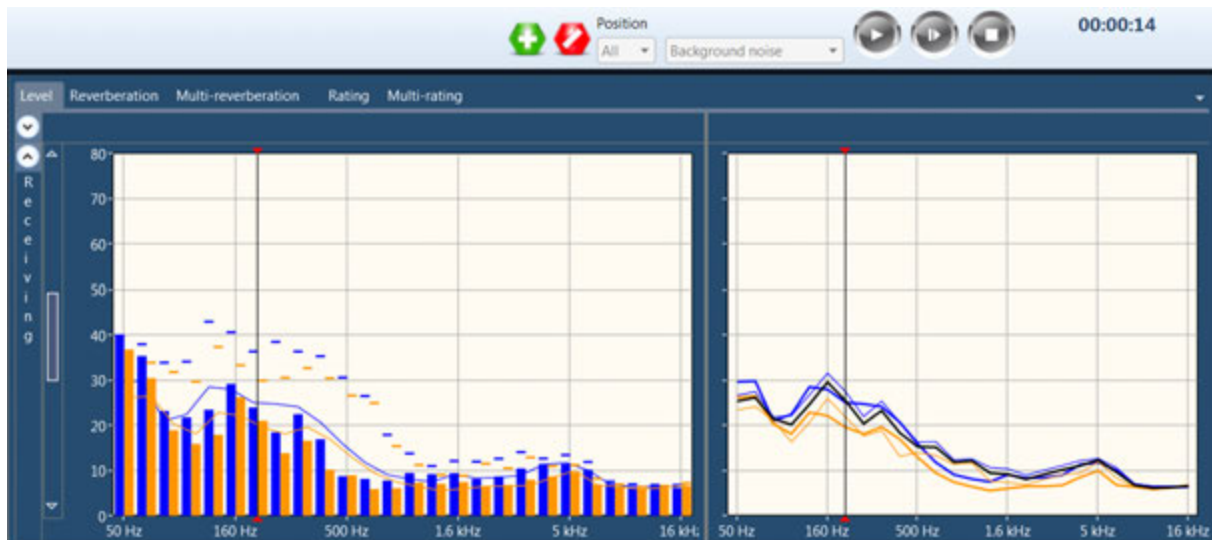 Position
All
Background noise
00:00:14
Level Reverberation Multi-reverberation Rating Multi-rating
Receiving
80
70
60
50
40
30
20
10
0
50 Hz 160 Hz 500 Hz 1.6 kHz 5 kHz 16 kHz
50 Hz 160 Hz 500 Hz 1.6 kHz 5 kHz 16 kHz